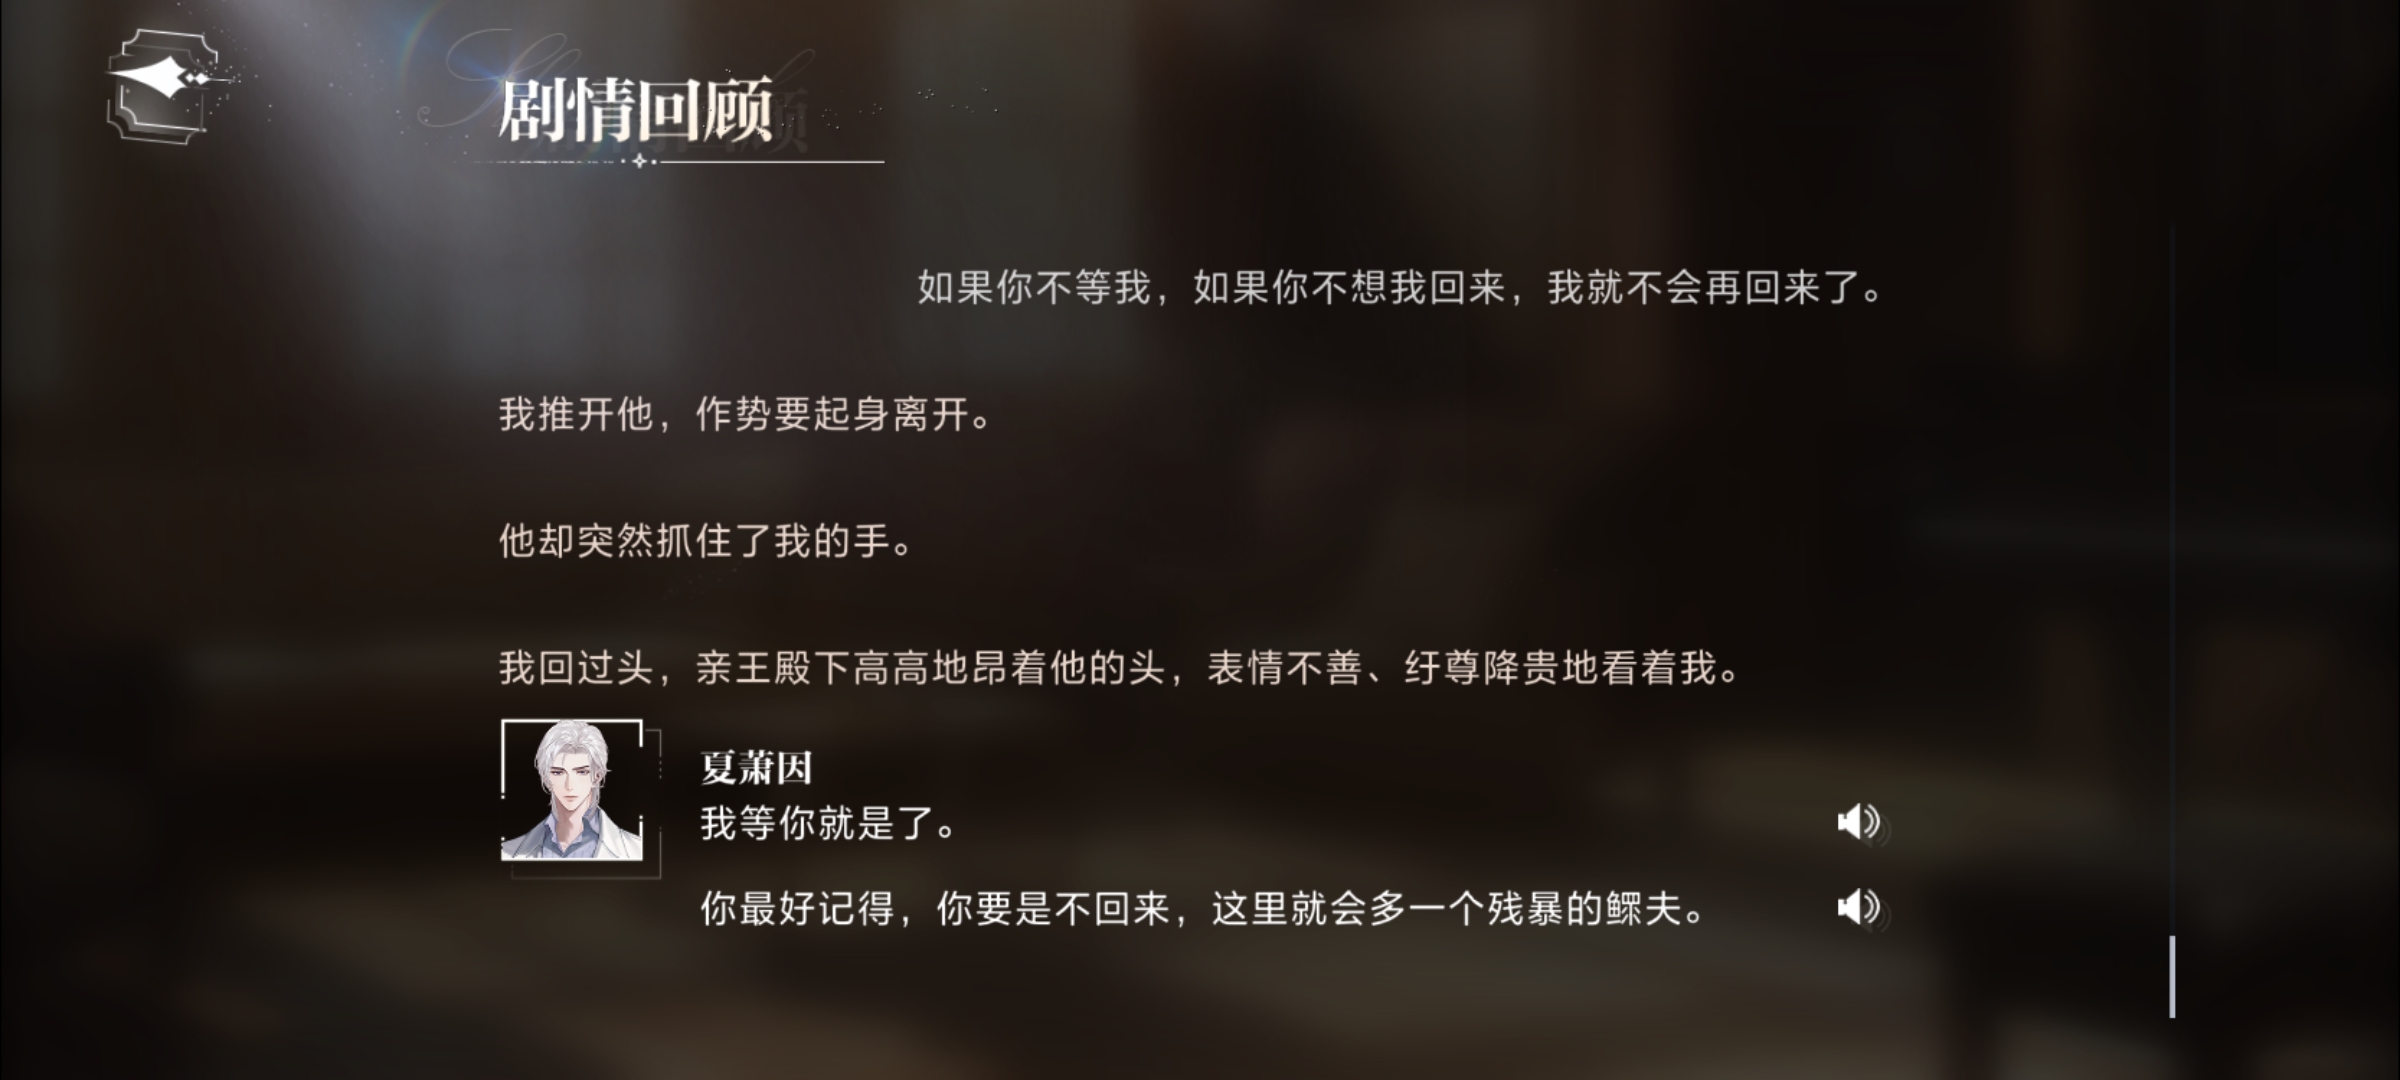 剧情回顾
如果你不等我，如果你不想我回来，我就不会再回来了。
我推开他，作势要起身离开。
他却突然抓住了我的手。
我回过头，亲王殿下高高地昂着他的头，表情不善、纡尊降贵地看着我。
夏萧因
我等你就是了。
你最好记得，你要是不回来，这里就会多一个残暴的鳏夫。